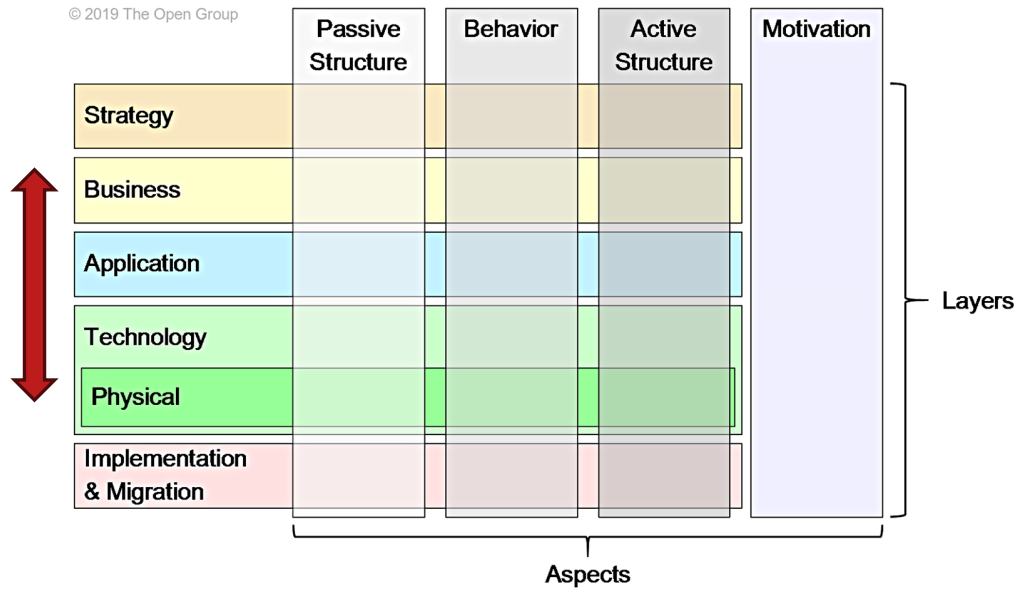 © 2019 The Open Group
Passive
Structure
Behavior
Active
Structure
Motivation
Strategy
Business
Application
Technology
Physical
Implementation
& Migration
Layers
Aspects